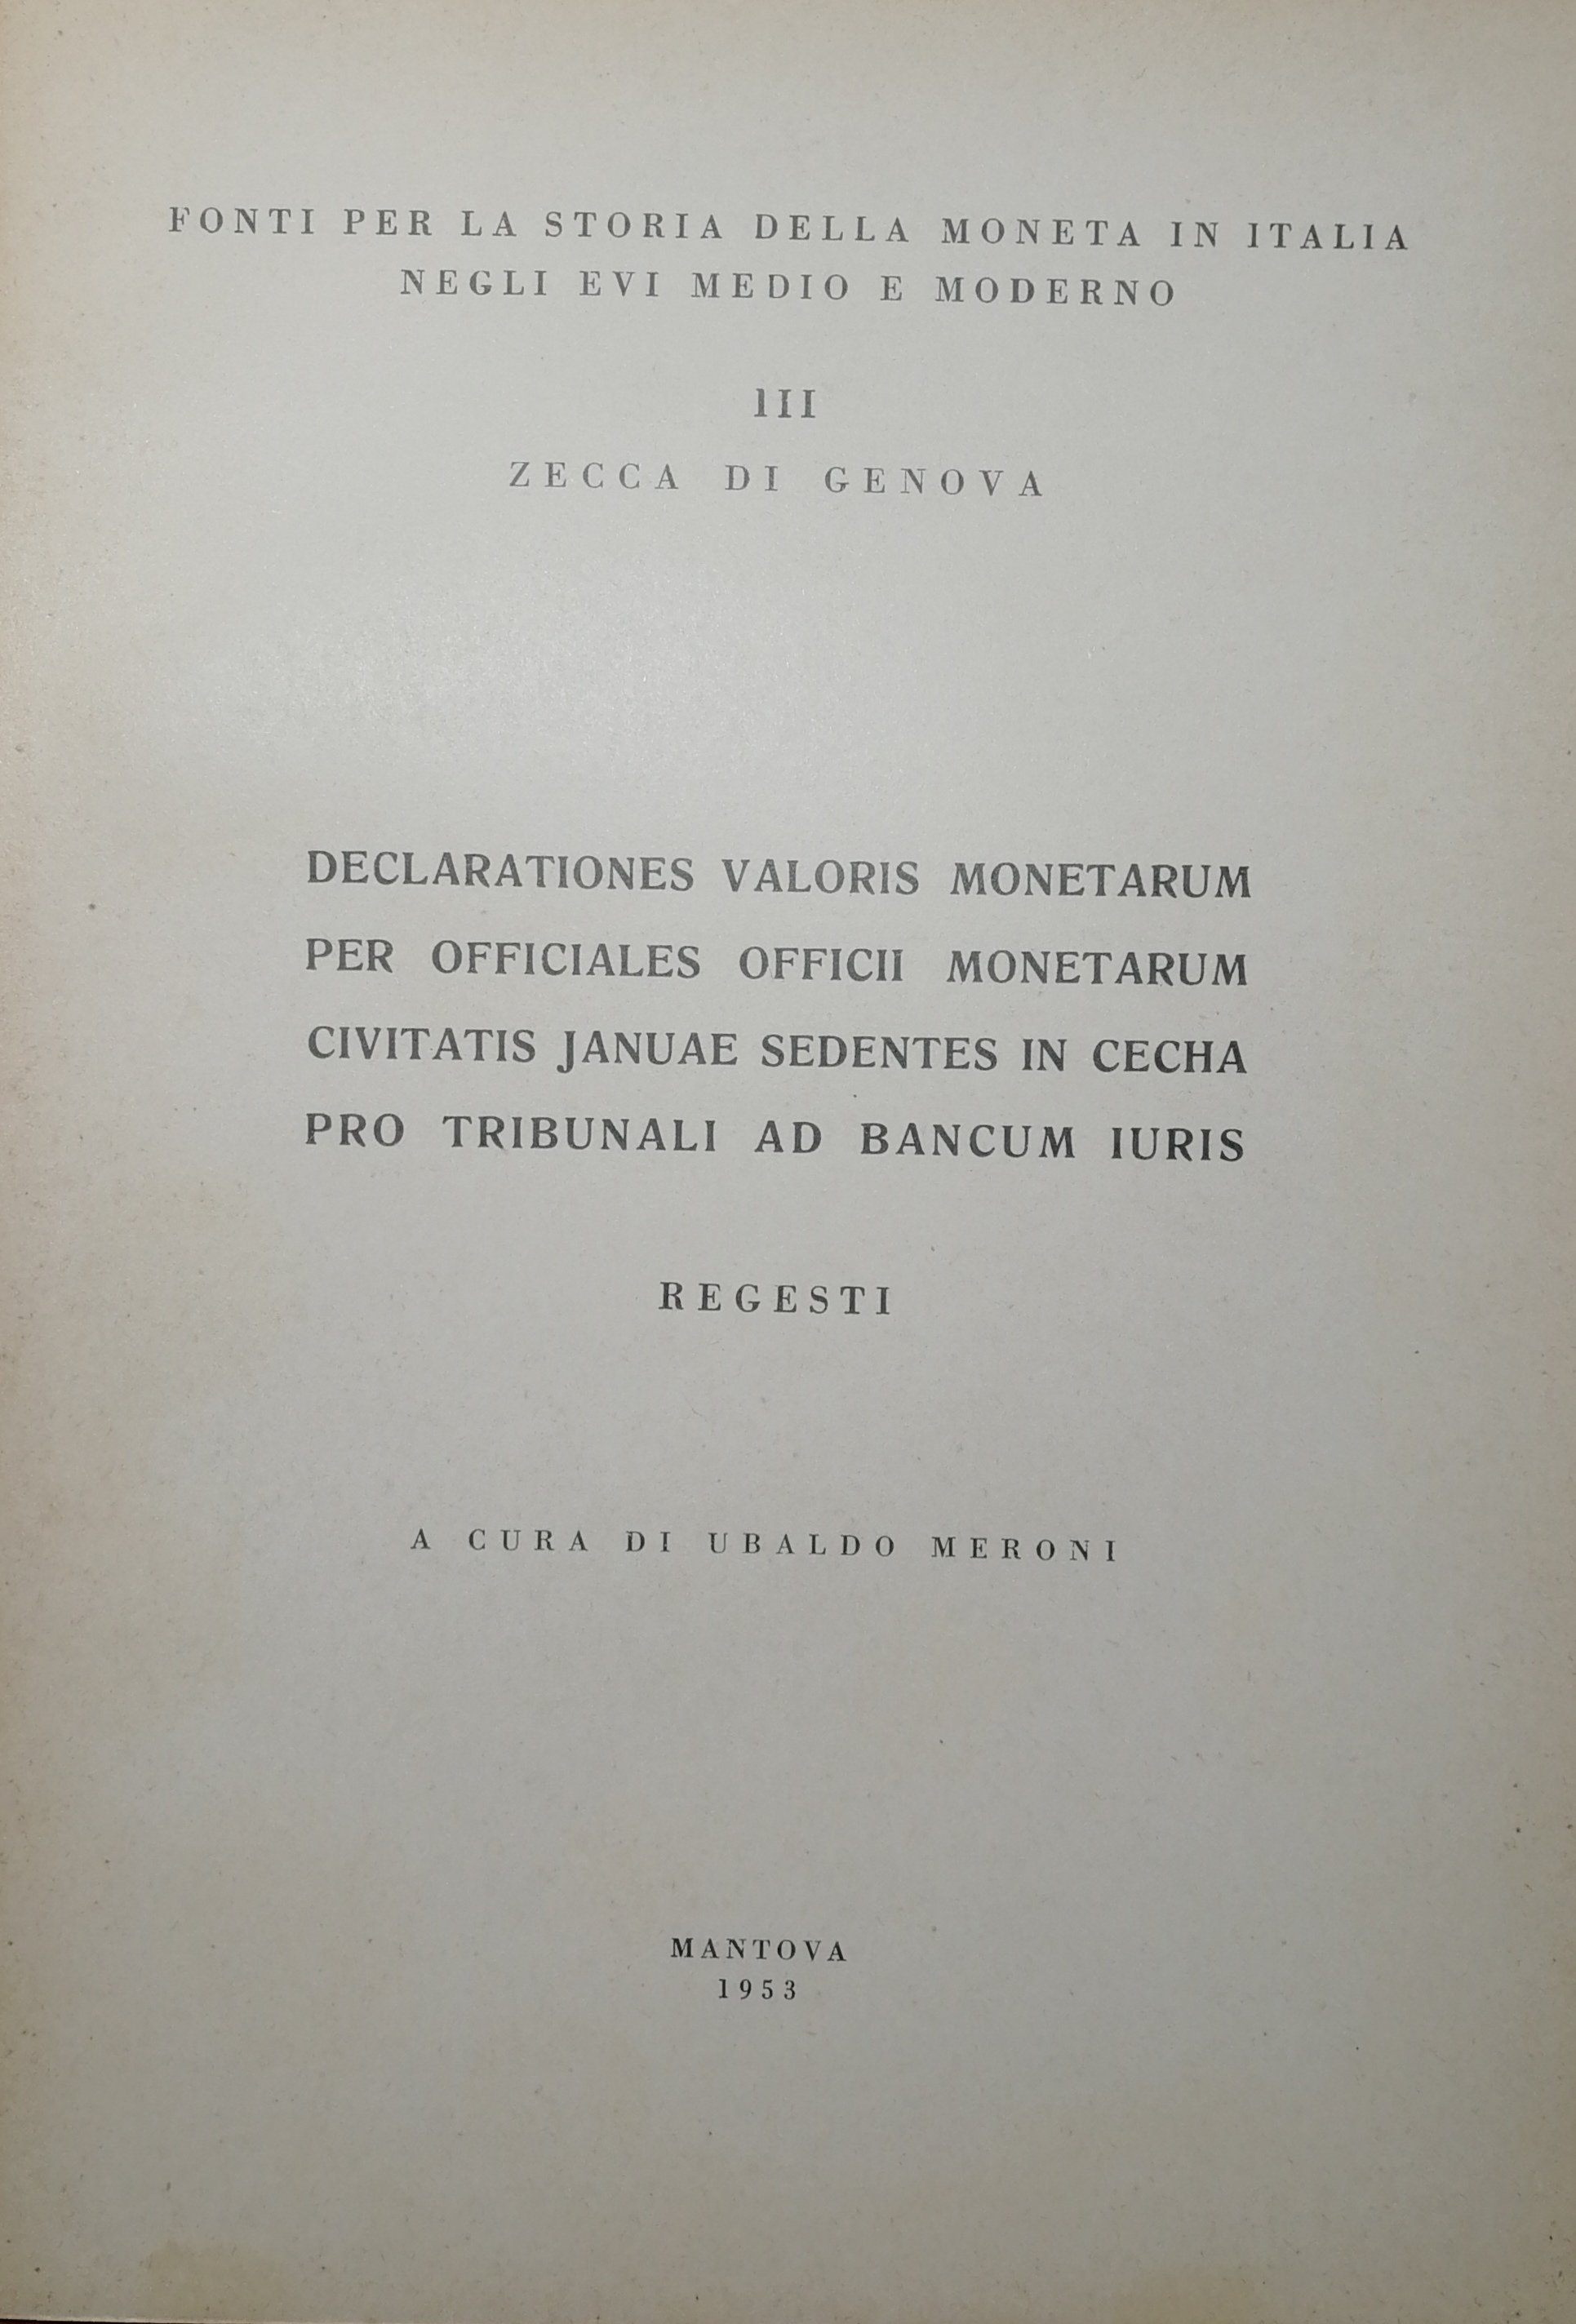 FONTI PER LA STORIA DELLA MONETA IN ITALIA
NEGLI EVI MEDIO E MODERNO
III
ZECCA DI GENOVA
DECLARATIONES VALORIS MONETARUM
PER OFFICIALES OFFICII MONETARUM
CIVITATIS JANUAE SEDENTES IN CECHA
PRO TRIBUNALI AD BANCUM IURIS
REGESTI
A CURA DI UBALDO MERONI
MANTOVA
1953